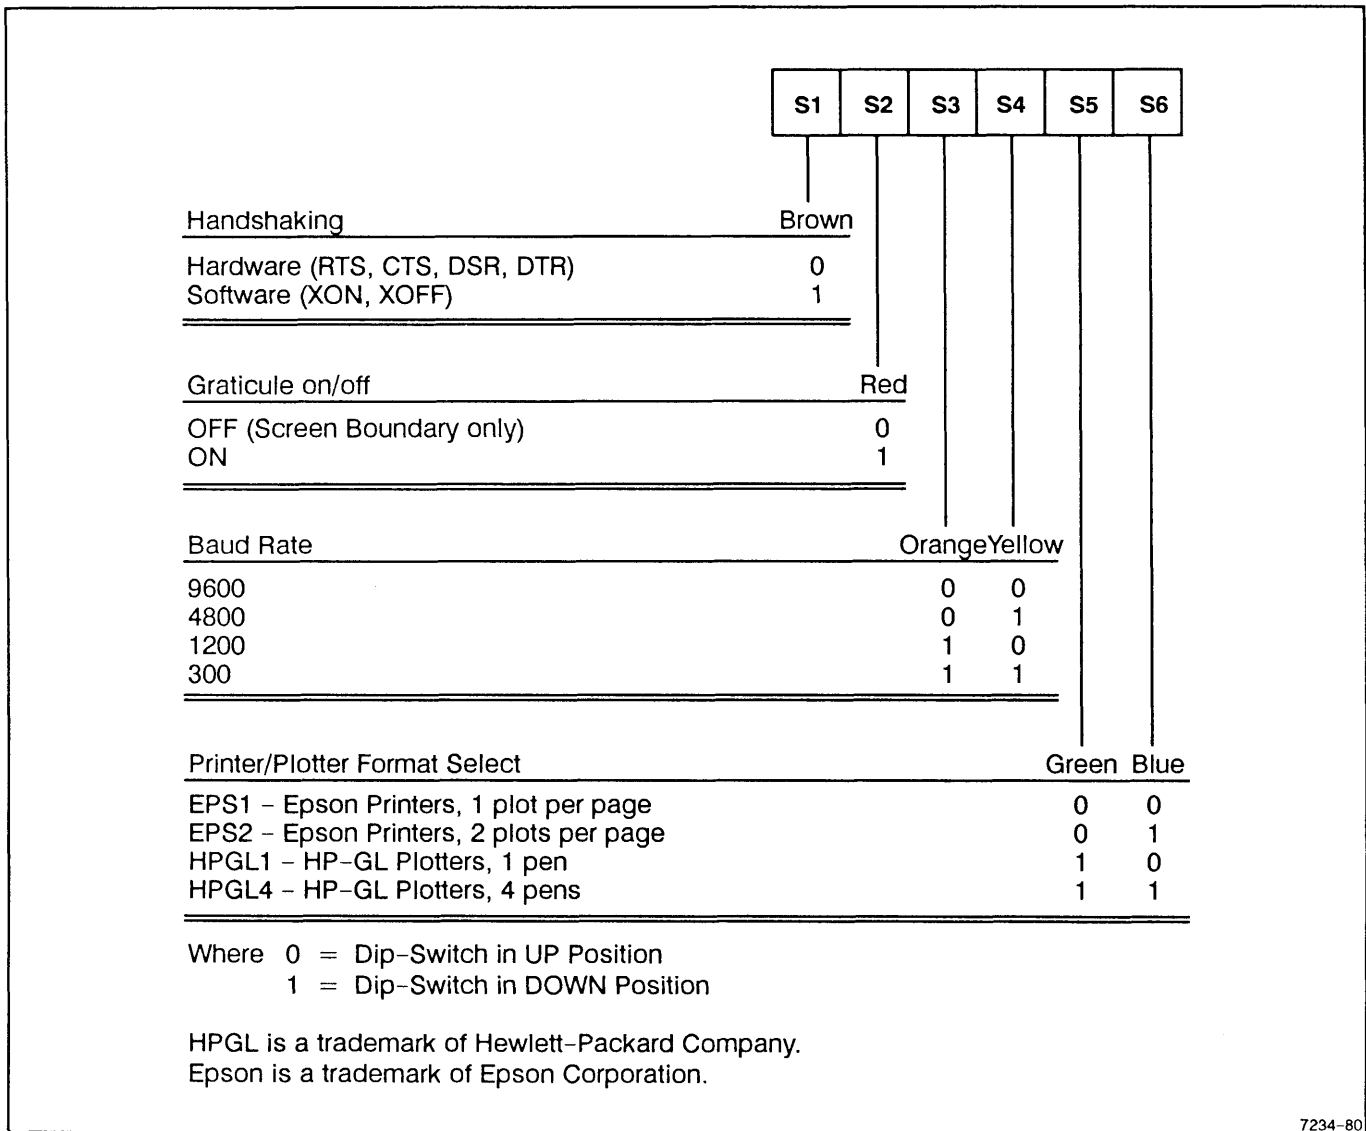 S1 S2 S3 S4 S5 S6
Handshaking Brown
Hardware (RTS, CTS, DSR, DTR) 0
Software (XON, XOFF) 1
Graticule on/off Red
OFF (Screen Boundary only) 0
ON 1
Baud Rate Orange Yellow
9600 0 0
4800 0 1
1200 1 0
300 1 1
Printer/Plotter Format Select Green Blue
EPS1 – Epson Printers, 1 plot per page 0 0
EPS2 – Epson Printers, 2 plots per page 0 1
HPGL1 – HP–GL Plotters, 1 pen 1 0
HPGL4 – HP–GL Plotters, 4 pens 1 1
Where 0 = Dip–Switch in UP Position
1 = Dip–Switch in DOWN Position
HPGL is a trademark of Hewlett–Packard Company.
Epson is a trademark of Epson Corporation.
7234–80